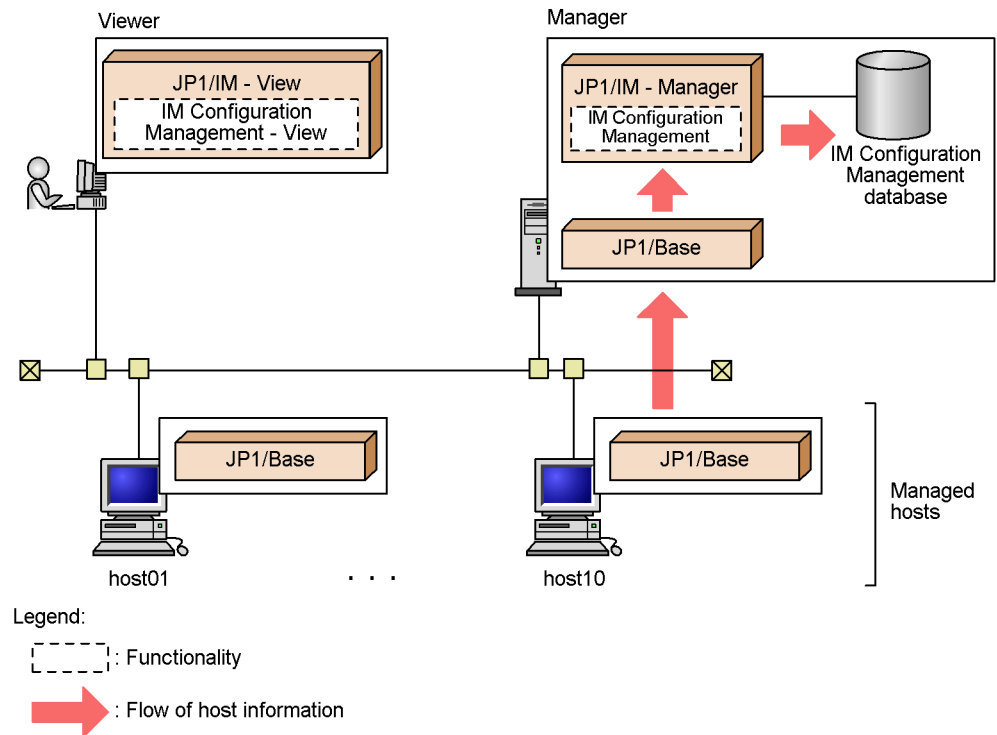 Viewer
JP1/IM - View
IM Configuration
Management - View
Manager
JP1/IM - Manager
IM Configuration
Management
IM Configuration
Management
database
JP1/Base
JP1/Base
host01
. . .
JP1/Base
host10
Managed
hosts
Legend:
: Functionality
: Flow of host information